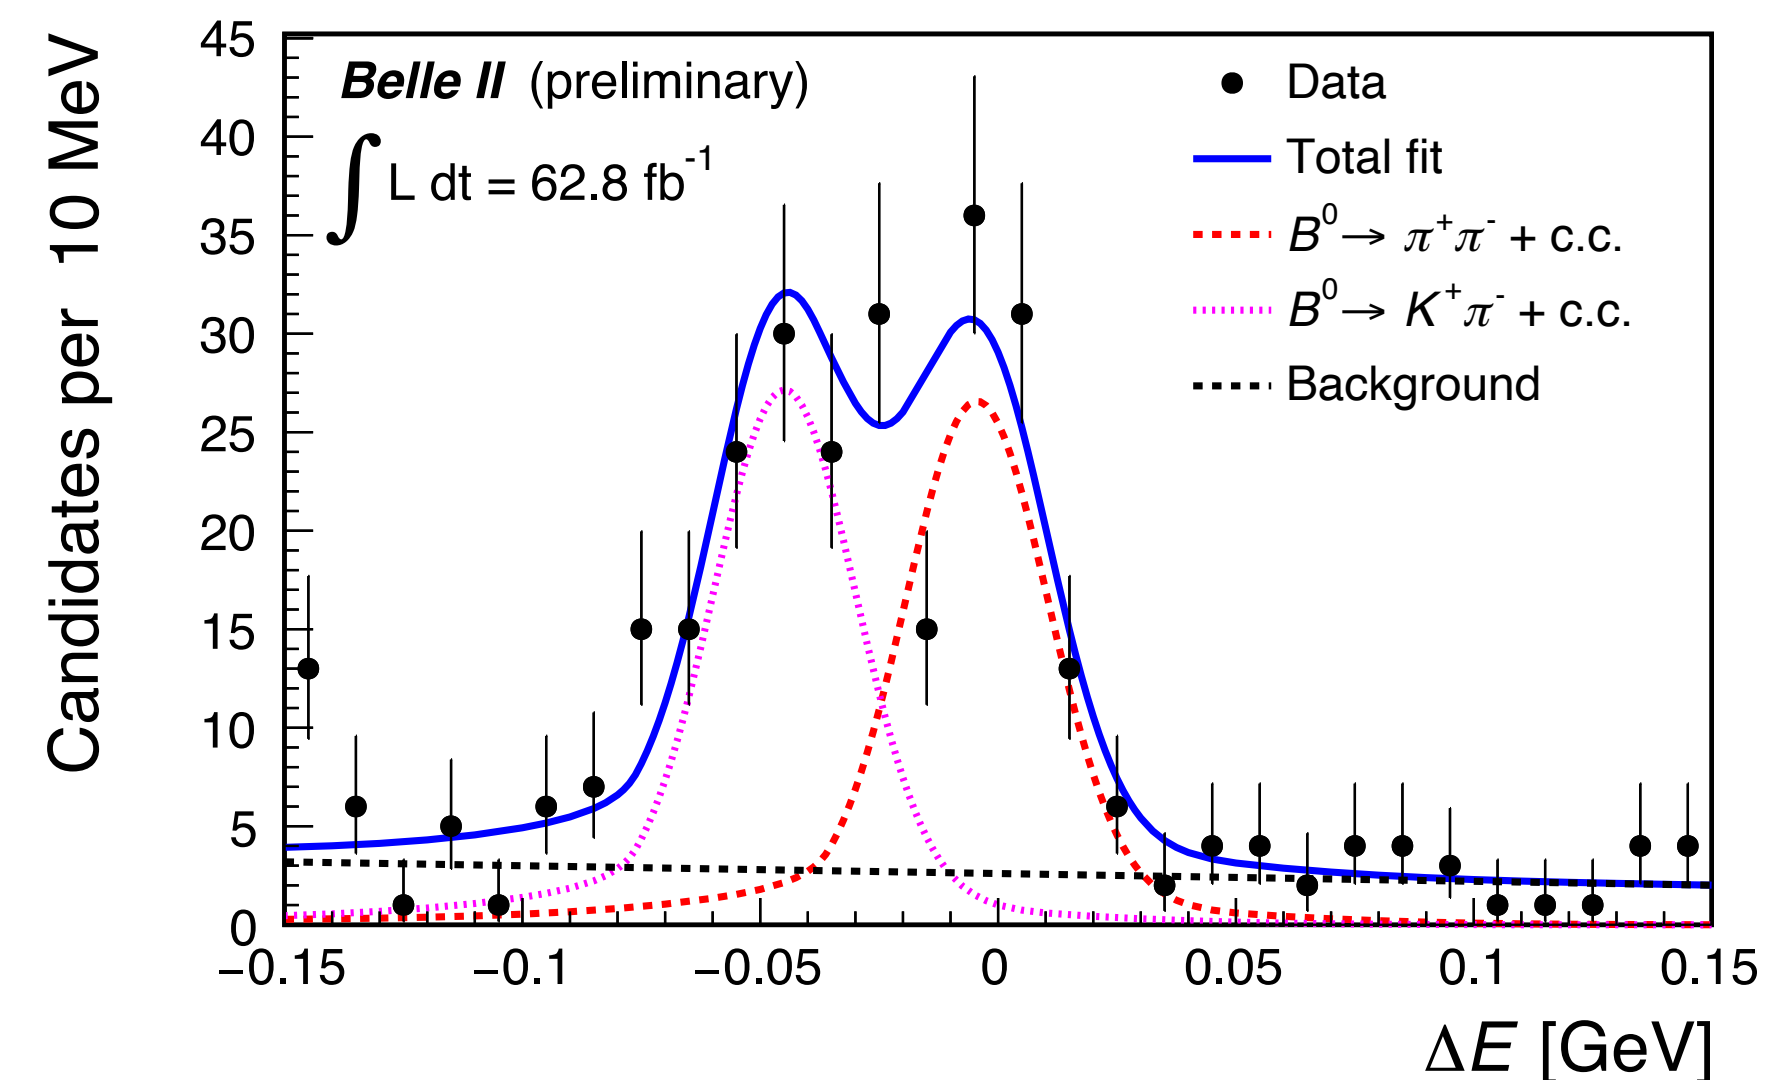 Candidates per 10 MeV
45
40
35
30
25
20
15
10
5
0
Belle II (preliminary)
∫ L dt = 62.8 fb⁻¹
Data
Total fit
B⁰→ π⁺π⁻ + c.c.
B⁰→ K⁺π⁻ + c.c.
Background
−0.15 −0.1 −0.05 0 0.05 0.1 0.15
ΔE [GeV]